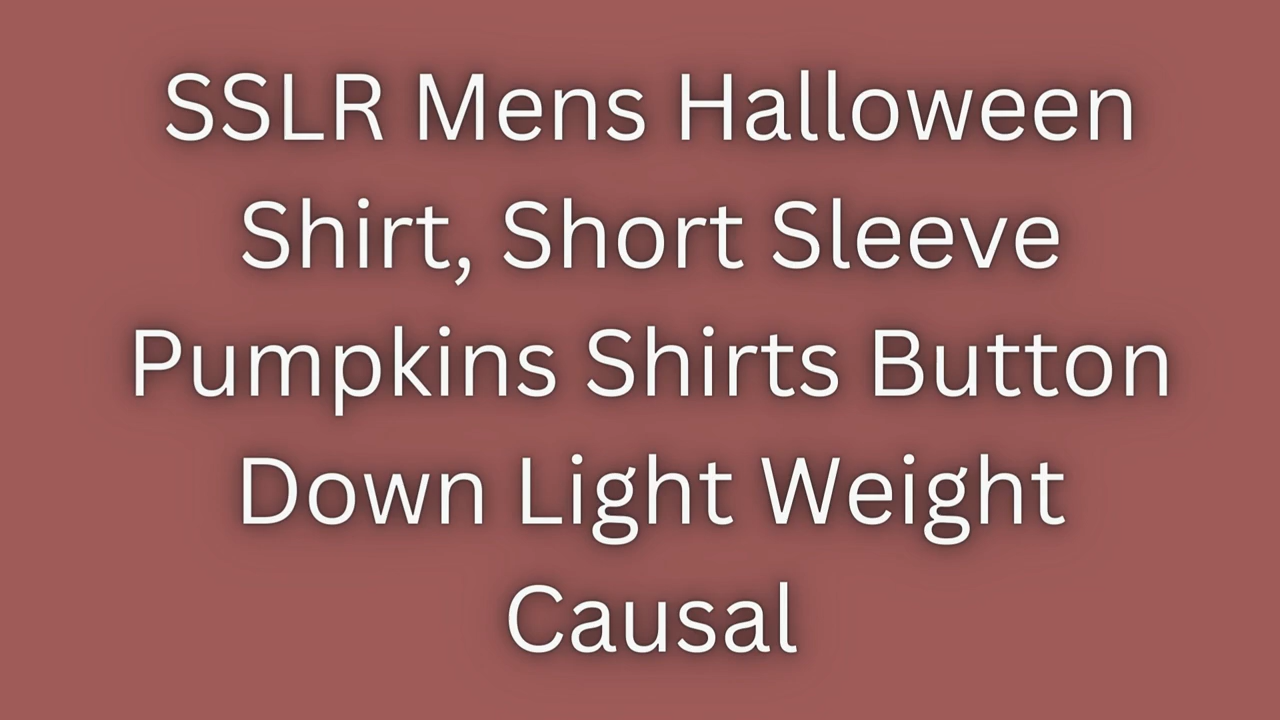 SSLR Mens Halloween
Shirt, Short Sleeve
Pumpkins Shirts Button
Down Light Weight
Causal